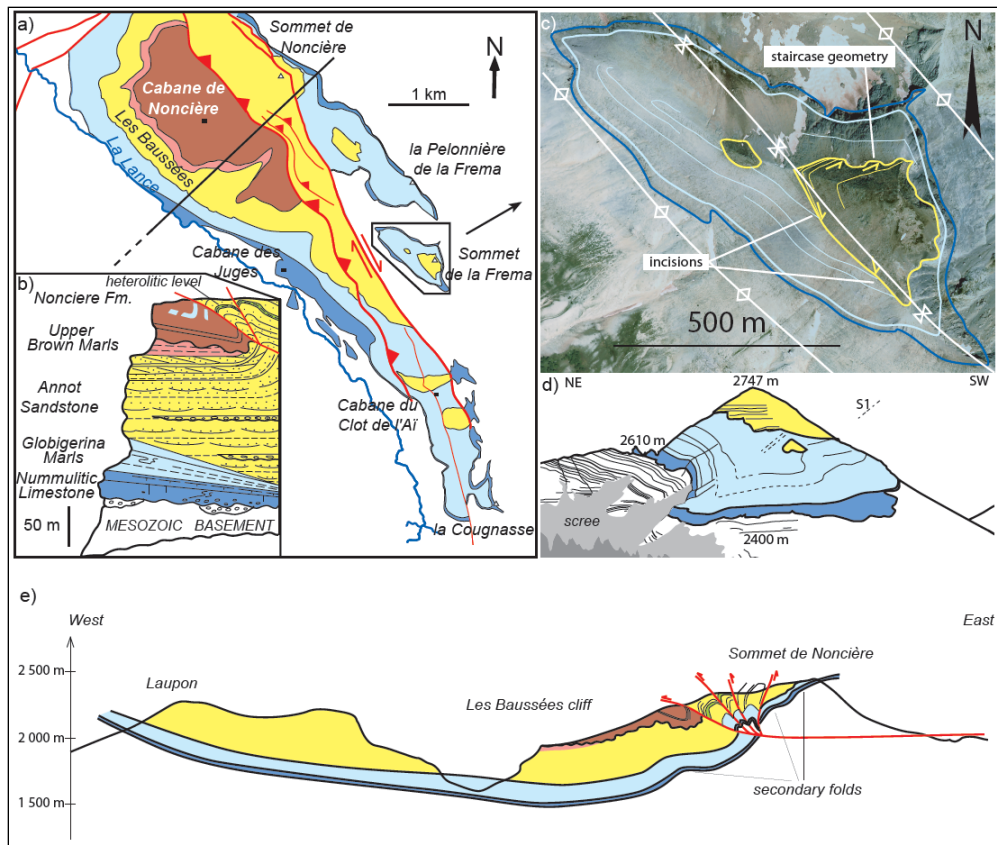 a)
Sommet de
Noncière
N
Cabane de
Noncière
1 km
Les Baussées
La Lance
la Pelonnière
de la Frema
Cabane des
Juges
Sommet
de la Frema
Cabane du
Clot de l'Aï
la Cougnasse
b)
heterolitic level
Nonciere Fm.
Upper
Brown Marls
Annot
Sandstone
Globigerina
Marls
Nummulitic
Limestone
50 m
MESOZOIC BASEMENT
c)
staircase geometry
N
incisions
500 m
d)
NE
SW
2747 m
S1
2610 m
scree
2400 m
e)
West
East
2 500 m
Sommet de Noncière
Laupon
Les Baussées cliff
2 000 m
secondary folds
1 500 m